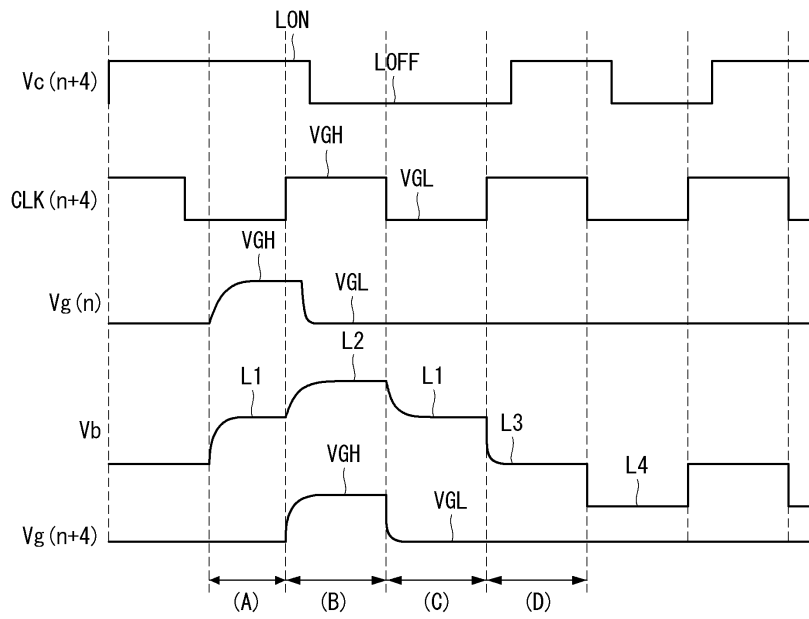 LON
Vc(n+4)
LOFF
VGH
CLK(n+4)
VGL
VGH
Vg(n)
VGL
L2
L1
L1
Vb
L3
VGH
L4
VGL
Vg(n+4)
(A) (B) (C) (D)